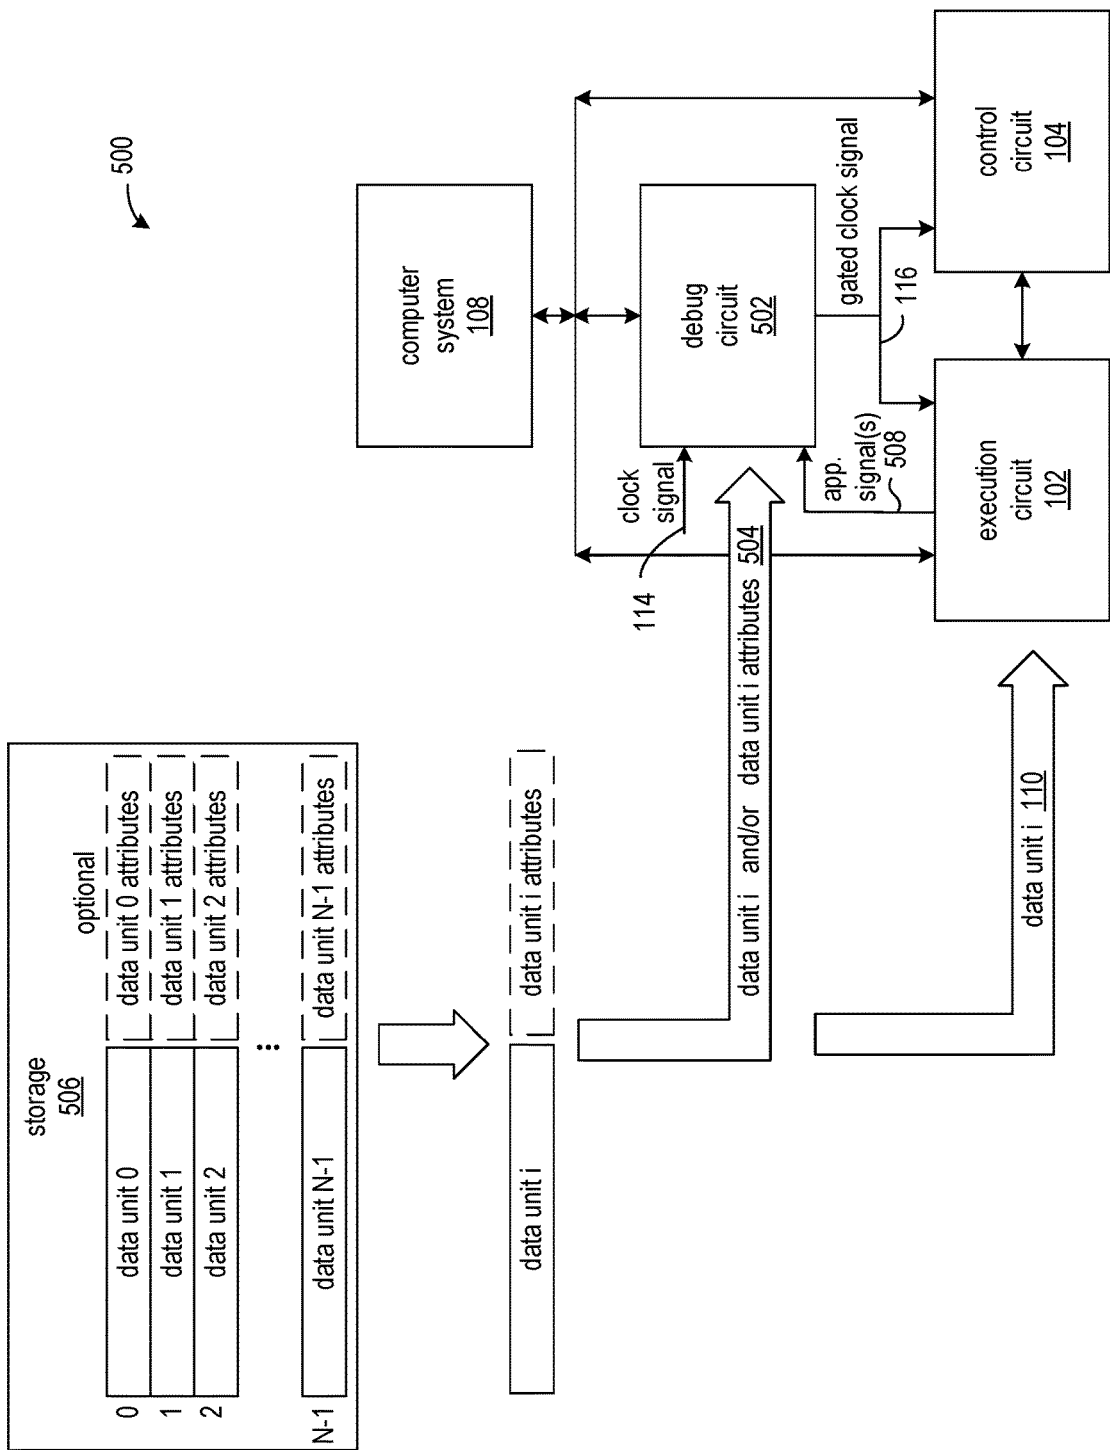 500
storage
506
optional
0
data unit 0
data unit 0 attributes
1
data unit 1
data unit 1 attributes
2
data unit 2
data unit 2 attributes
...
N-1
data unit N-1
data unit N-1 attributes
data unit i
data unit i attributes
computer
system
108
data unit i and/or data unit i attributes 504
114
clock
signal
debug
circuit
502
app.
signal(s)
508
gated clock signal
116
data unit i 110
execution
circuit
102
control
circuit
104